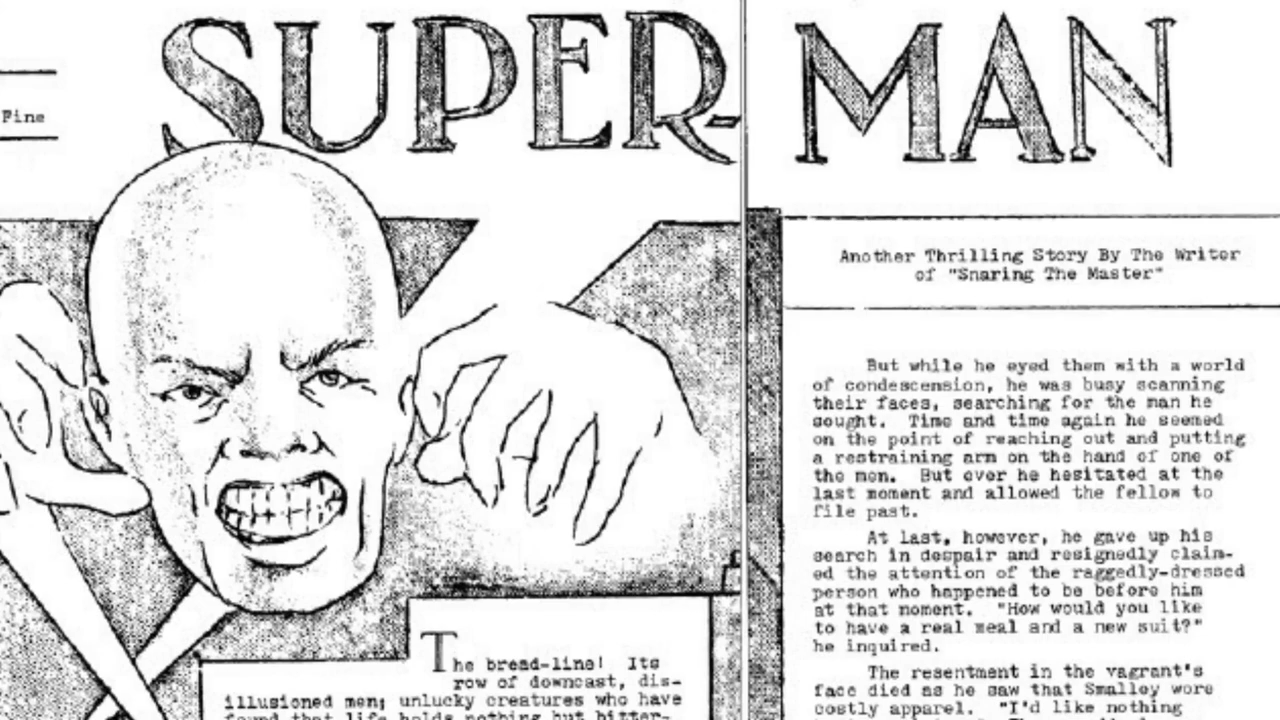 SUPER-MAN
Fine
The bread-line! Its
row of downcast, dis-
illusioned men; unlucky creatures who have
found that life holds nothing but bitter-
Another Thrilling Story By The Writer
of "Snaring The Master"
But while he eyed them with a world
of condescension, he was busy scanning
their faces, searching for the man he
sought. Time and time again he seemed
on the point of reaching out and putting
a restraining arm on the hand of one of
the men. But ever he hesitated at the
last moment and allowed the fellow to
file past.
At last, however, he gave up his
search in despair and resignedly claim-
ed the attention of the raggedly-dressed
person who happened to be before him
at that moment. "How would you like
to have a real meal and a new suit?"
he inquired.
The resentment in the vagrant's
face died as he saw that Smalley wore
costly apparel. "I'd like nothing